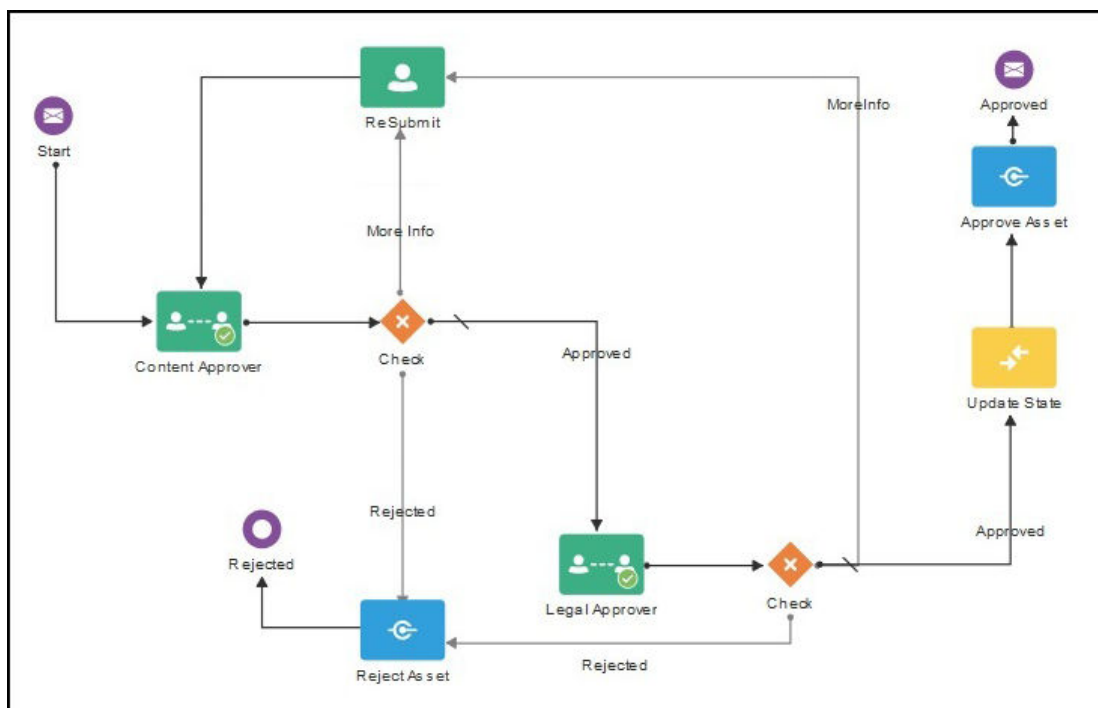 ReSubmit
MoreInfo
Approved
Start
Approve Asset
More Info
Approved
Content Approver
Check
Update State
Rejected
Approved
Rejected
Legal Approver
Check
Rejected
Reject Asset